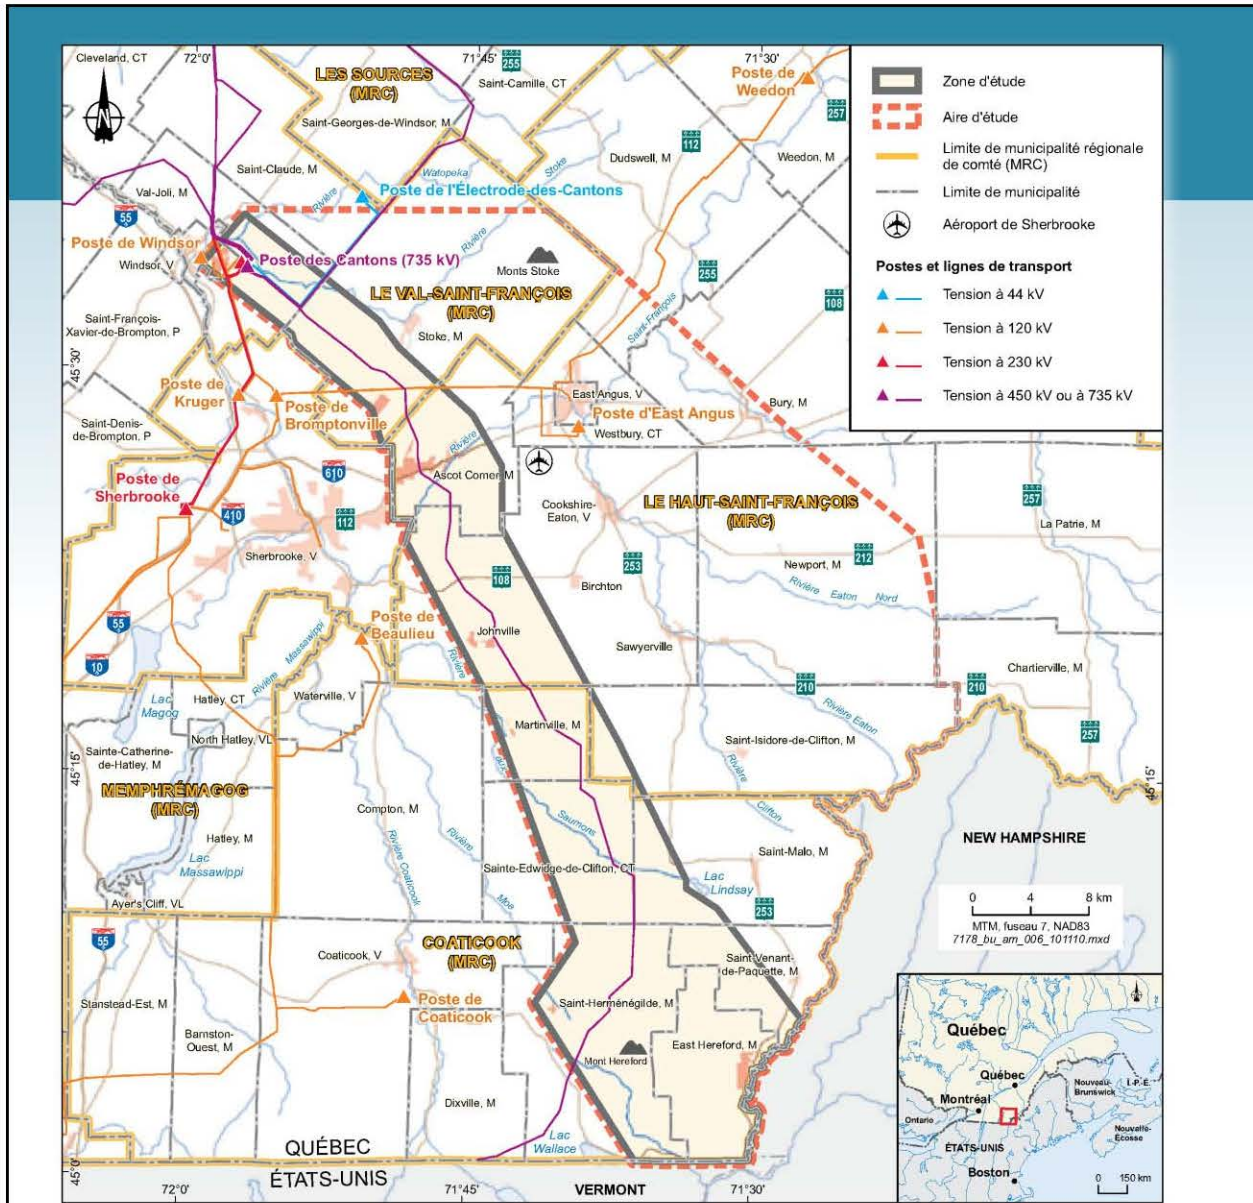 72°0'
71°45'
71°30'
Cleveland, CT
LES SOURCES
(MRC)
255
Saint-Camille, CT
Poste de
Weedon
257
Saint-Georges-de-Windsor, M
112
Dudswell, M
Weedon, M
Saint-Claude, M
Rivière
Watopeka
Stoke
Val-Joli, M
55
Poste de l'Électrode-des-Cantons
Rivière
Poste de Windsor
Windsor, V
Poste des Cantons (735 kV)
Monts Stoke
255
108
LE VAL-SAINT-FRANÇOIS
(MRC)
Saint-François
Saint-François-
Xavier-de-Brompton, P
Stoke, M
45°30'
Poste de
Kruger
Poste de
Bromptonville
East Angus, V
Poste d'East Angus
Westbury, CT
Bury, M
Saint-Denis-
de-Brompton, P
Rivière
610
Ascot Corner, M
Poste de
Sherbrooke
410
112
Cookshire-
Eaton, V
LE HAUT-SAINT-FRANÇOIS
(MRC)
257
La Patrie, M
Sherbrooke, V
253
212
Newport, M
108
Birchton
Rivière Eaton Nord
55
10
Poste de
Beaulieu
Johnville
Sawyerville
Chartierville, M
Rivière Massawippi
Rivière
Lac
Magog
Hatley, CT
Waterville, V
210
210
Rivière Eaton
Martinville, M
257
North Hatley, VL
Saint-Isidore-de-Clifton, M
Sainte-Catherine-
de-Hatley, M
aux
Rivière
45°15'
45°15'
MEMPHRÉMAGOG
(MRC)
Compton, M
Saumons
Clifton
Hatley, M
Rivière Coaticook
Rivière
Saint-Malo, M
NEW HAMPSHIRE
Lac
Massawippi
Sainte-Edwidge-de-Clifton, CT
Lac
Lindsay
Ayer's Cliff, VL
Moe
253
55
COATICOOK
(MRC)
Coaticook, V
Saint-Venant-
de-Paquette, M
Stanstead-Est, M
Poste de
Coaticook
Saint-Herménégilde, M
Barnston-
Ouest, M
Mont Hereford
East Hereford, M
Dixville, M
Lac
Wallace
45°0'
QUÉBEC
ÉTATS-UNIS
VERMONT
72°0'
71°45'
71°30'
Zone d'étude
Aire d'étude
Limite de municipalité régionale
de comté (MRC)
Limite de municipalité
Aéroport de Sherbrooke
Postes et lignes de transport
Tension à 44 kV
Tension à 120 kV
Tension à 230 kV
Tension à 450 kV ou à 735 kV
0 4 8 km
MTM, fuseau 7, NAD83
7178_bu_am_006_101110.mxd
Québec
Québec
Montréal
Nouveau-
Brunswick
I.-P.-E.
Ontario
Nouvelle-
Écosse
ÉTATS-UNIS
Boston
0 150 km